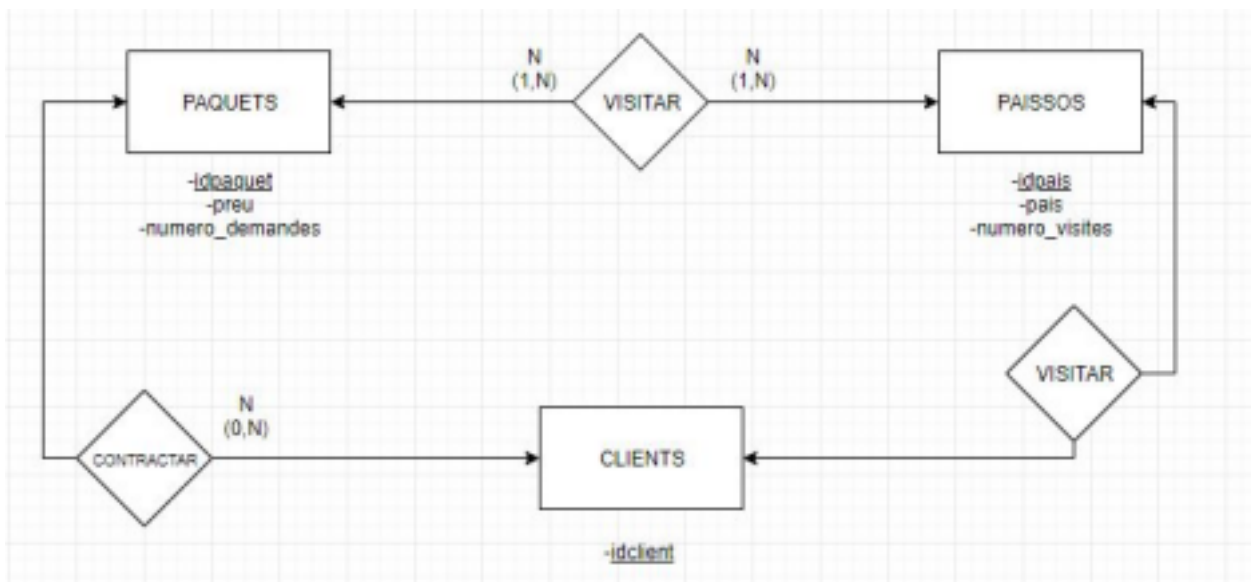 N
(1,N)
N
(1,N)
PAQUETS
VISITAR
PAISSOS
-idpaquet
-preu
-numero_demandes
-idpais
-pais
-numero_visites
VISITAR
N
(0,N)
CONTRACTAR
CLIENTS
-idclient